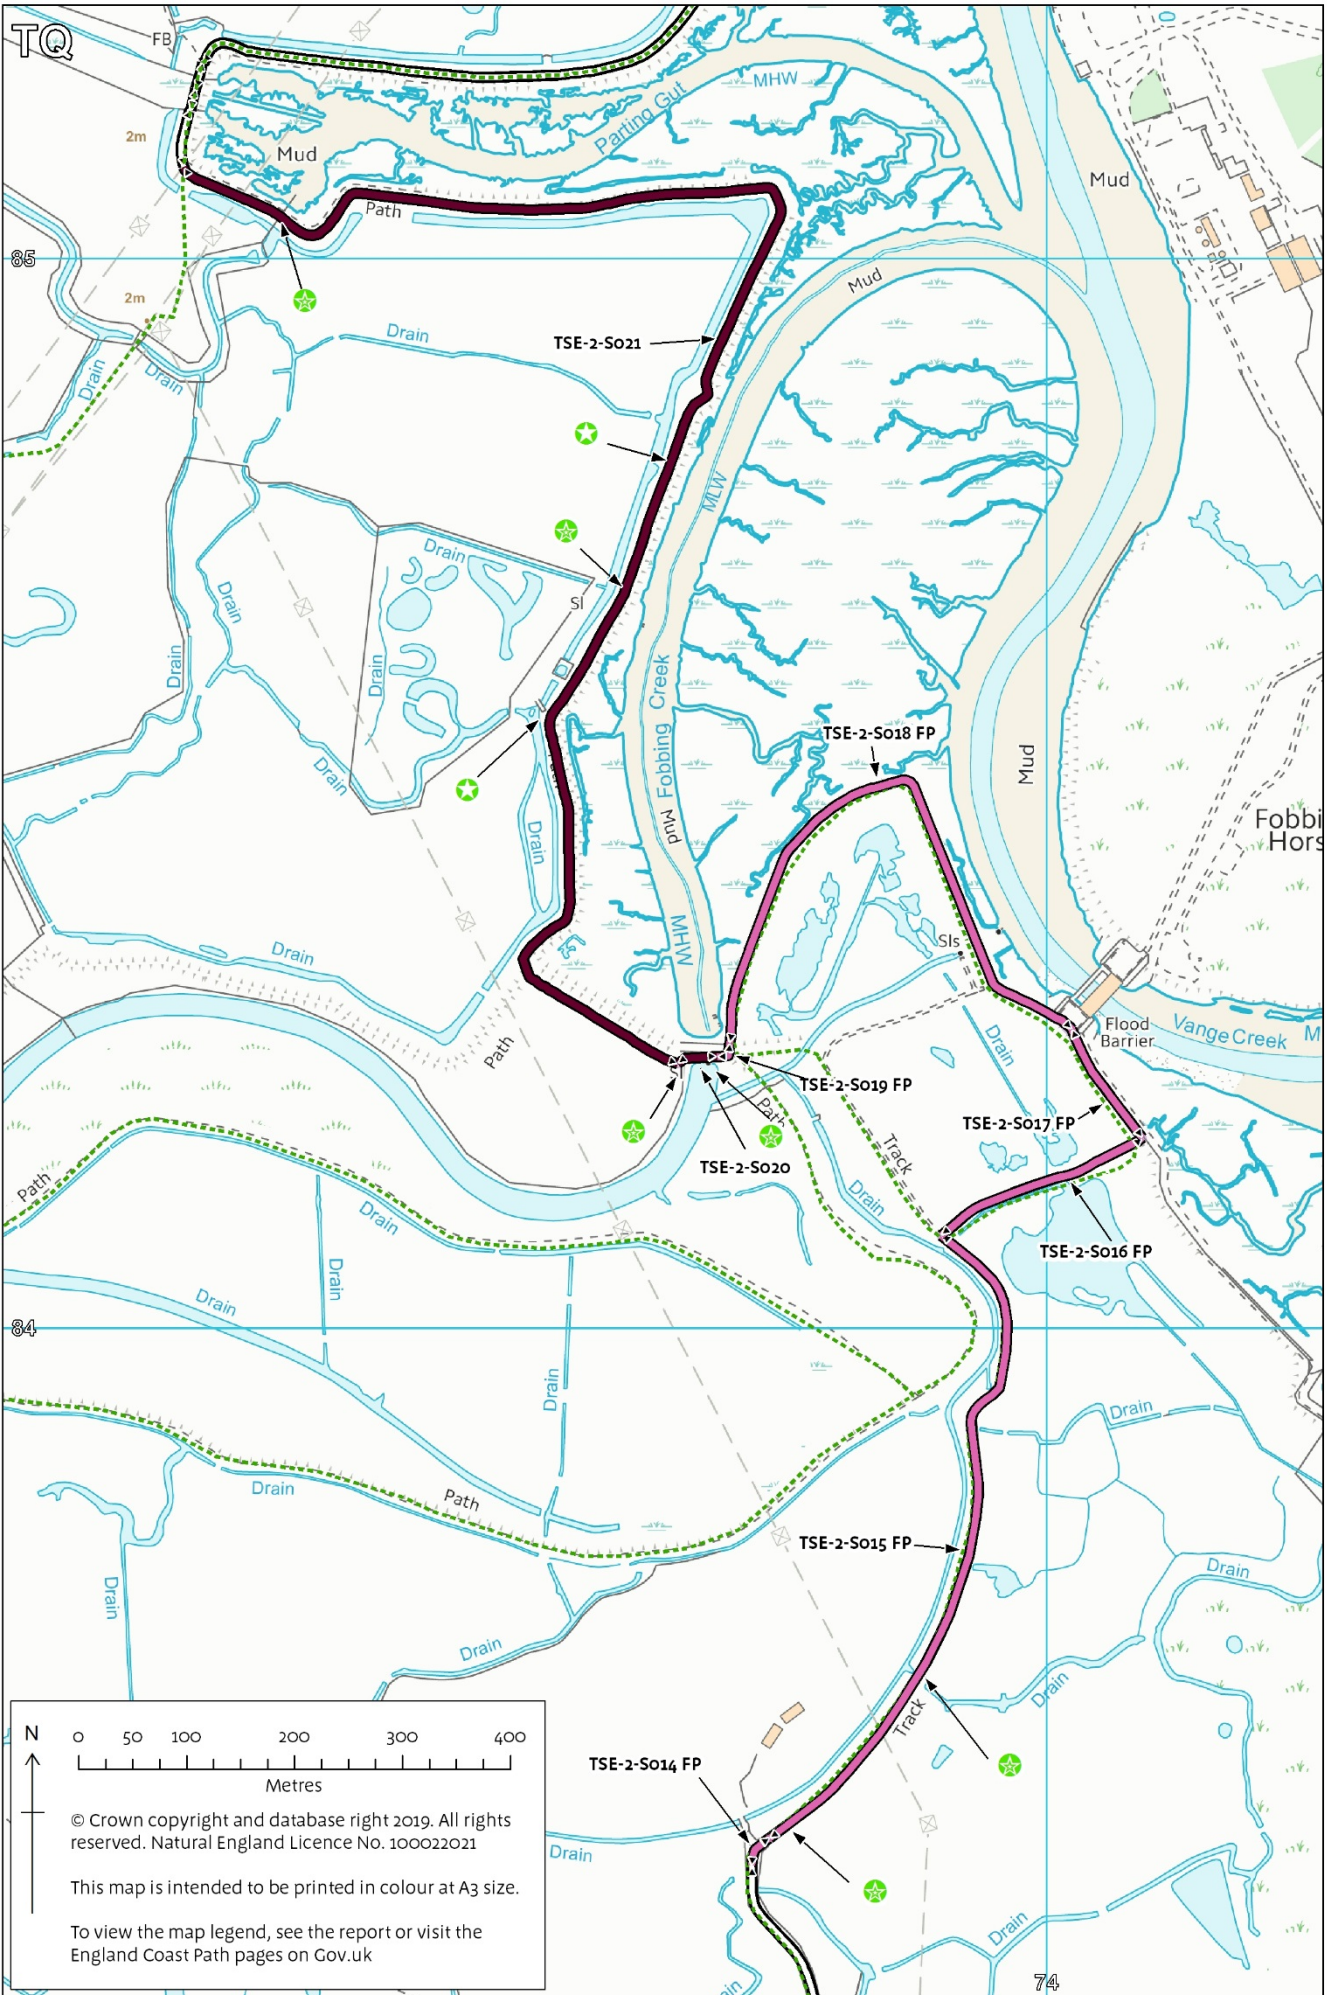 TQ
FB
MHW
Parting Gut
2m
Mud
Mud
Path
85
Mud
2m
Drain
TSE-2-S021
Drain
Drain
MLW
Drain
Sl
Drain
Drain
Drain
Fobbing Creek
TSE-2-S018 FP
Mud
Drain
Path
Mud
Fobbi
Hors
Drain
MHW
Sls
Drain
Drain
Flood
Barrier
Vange Creek
M
Path
TSE-2-S019 FP
Path
TSE-2-S017 FP
Track
TSE-2-S020
Path
Drain
Drain
TSE-2-S016 FP
Drain
Drain
84
Drain
Drain
Drain
Path
TSE-2-S015 FP
Drain
Drain
Drain
Drain
Track
N
0 50 100 200 300 400
Metres
TSE-2-S014 FP
© Crown copyright and database right 2019. All rights
reserved. Natural England Licence No. 100022021
Drain
This map is intended to be printed in colour at A3 size.
To view the map legend, see the report or visit the
England Coast Path pages on Gov.uk
Drain
74